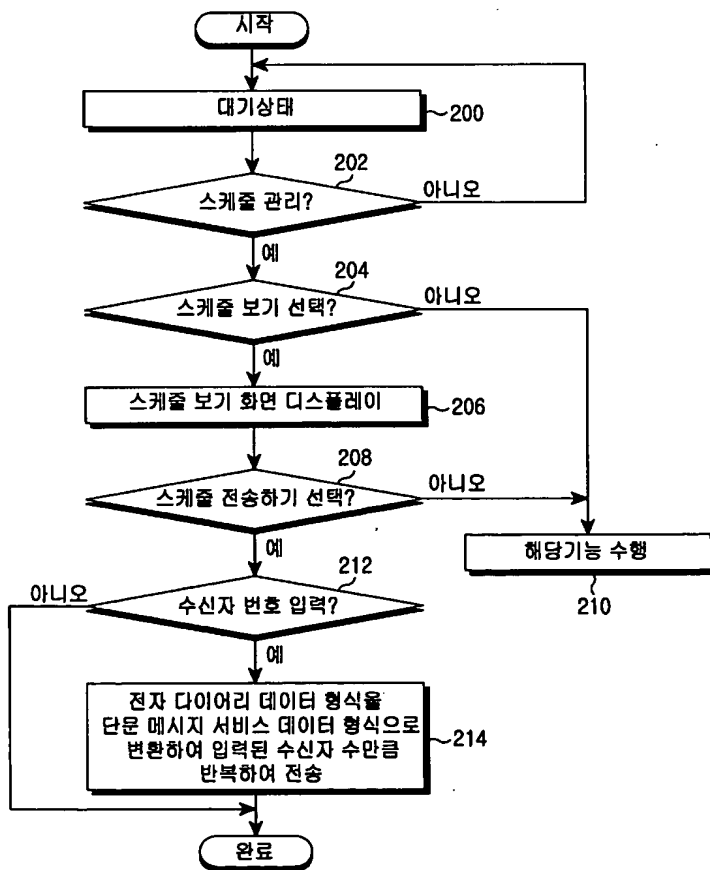 시작
대기상태
200
202
스케줄 관리?
아니오
예
204
스케줄 보기 선택?
아니오
예
스케줄 보기 화면 디스플레이
206
208
스케줄 전송하기 선택?
아니오
예
해당기능 수행
210
212
아니오
수신자 번호 입력?
예
전자 다이어리 데이터 형식을
단문 메시지 서비스 데이터 형식으로
변환하여 입력된 수신자 수만큼
반복하여 전송
214
완료